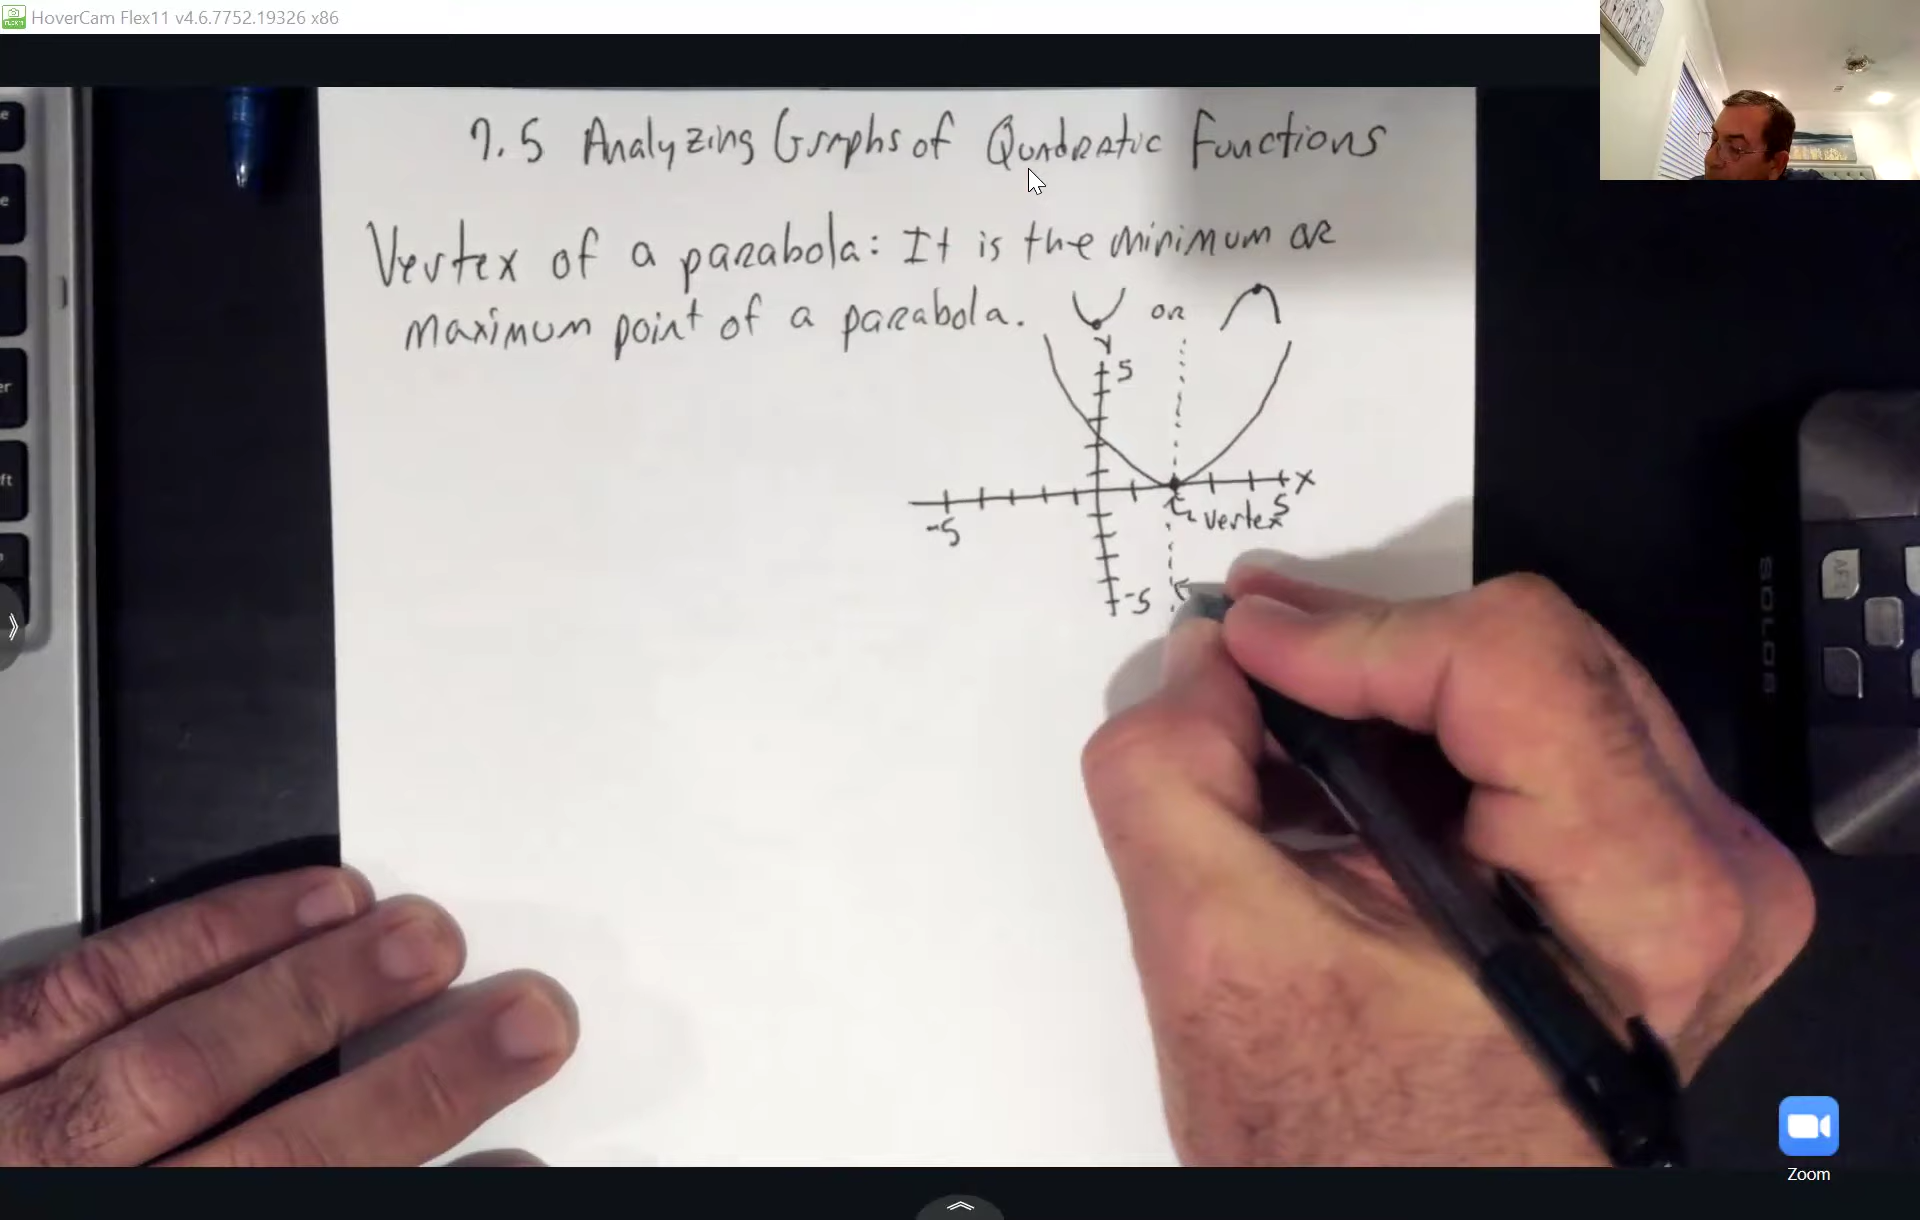 HoverCam Flex11 v4.6.7752.19326 x86
7.5 Analyzing Graphs of Quadratic Functions
Vertex of a parabola: It is the minimum or
maximum point of a parabola. or
y
5
x
5
-5
vertex
-5
SOLOS
Zoom